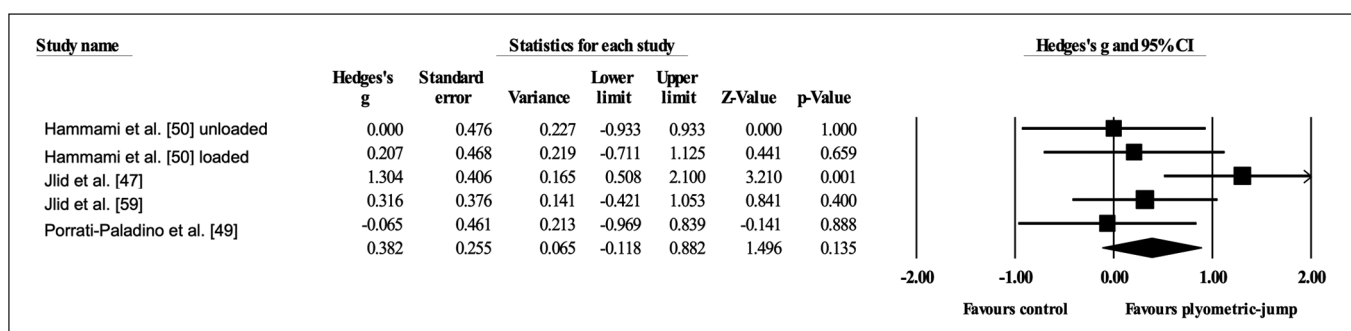 Study name Statistics for each study Hedges's g and 95% CI
Hedges's g Standard error Variance Lower limit Upper limit Z-Value p-Value
Hammami et al. [50] unloaded 0.000 0.476 0.227 -0.933 0.933 0.000 1.000
Hammami et al. [50] loaded 0.207 0.468 0.219 -0.711 1.125 0.441 0.659
Jlid et al. [47] 1.304 0.406 0.165 0.508 2.100 3.210 0.001
Jlid et al. [59] 0.316 0.376 0.141 -0.421 1.053 0.841 0.400
Porrati-Paladino et al. [49] -0.065 0.461 0.213 -0.969 0.839 -0.141 0.888
0.382 0.255 0.065 -0.118 0.882 1.496 0.135
-2.00 -1.00 0.00 1.00 2.00
Favours control Favours plyometric-jump